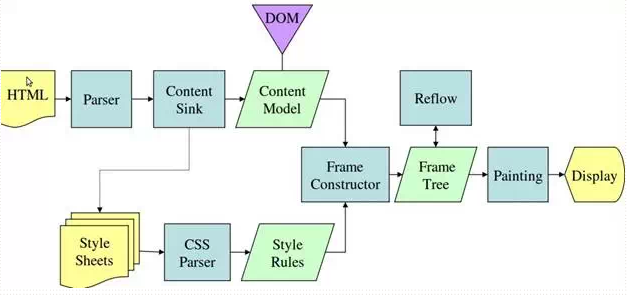 DOM
HTML
Parser
Content
Sink
Content
Model
Reflow
Frame
Constructor
Frame
Tree
Painting
Display
Style
Sheets
CSS
Parser
Style
Rules